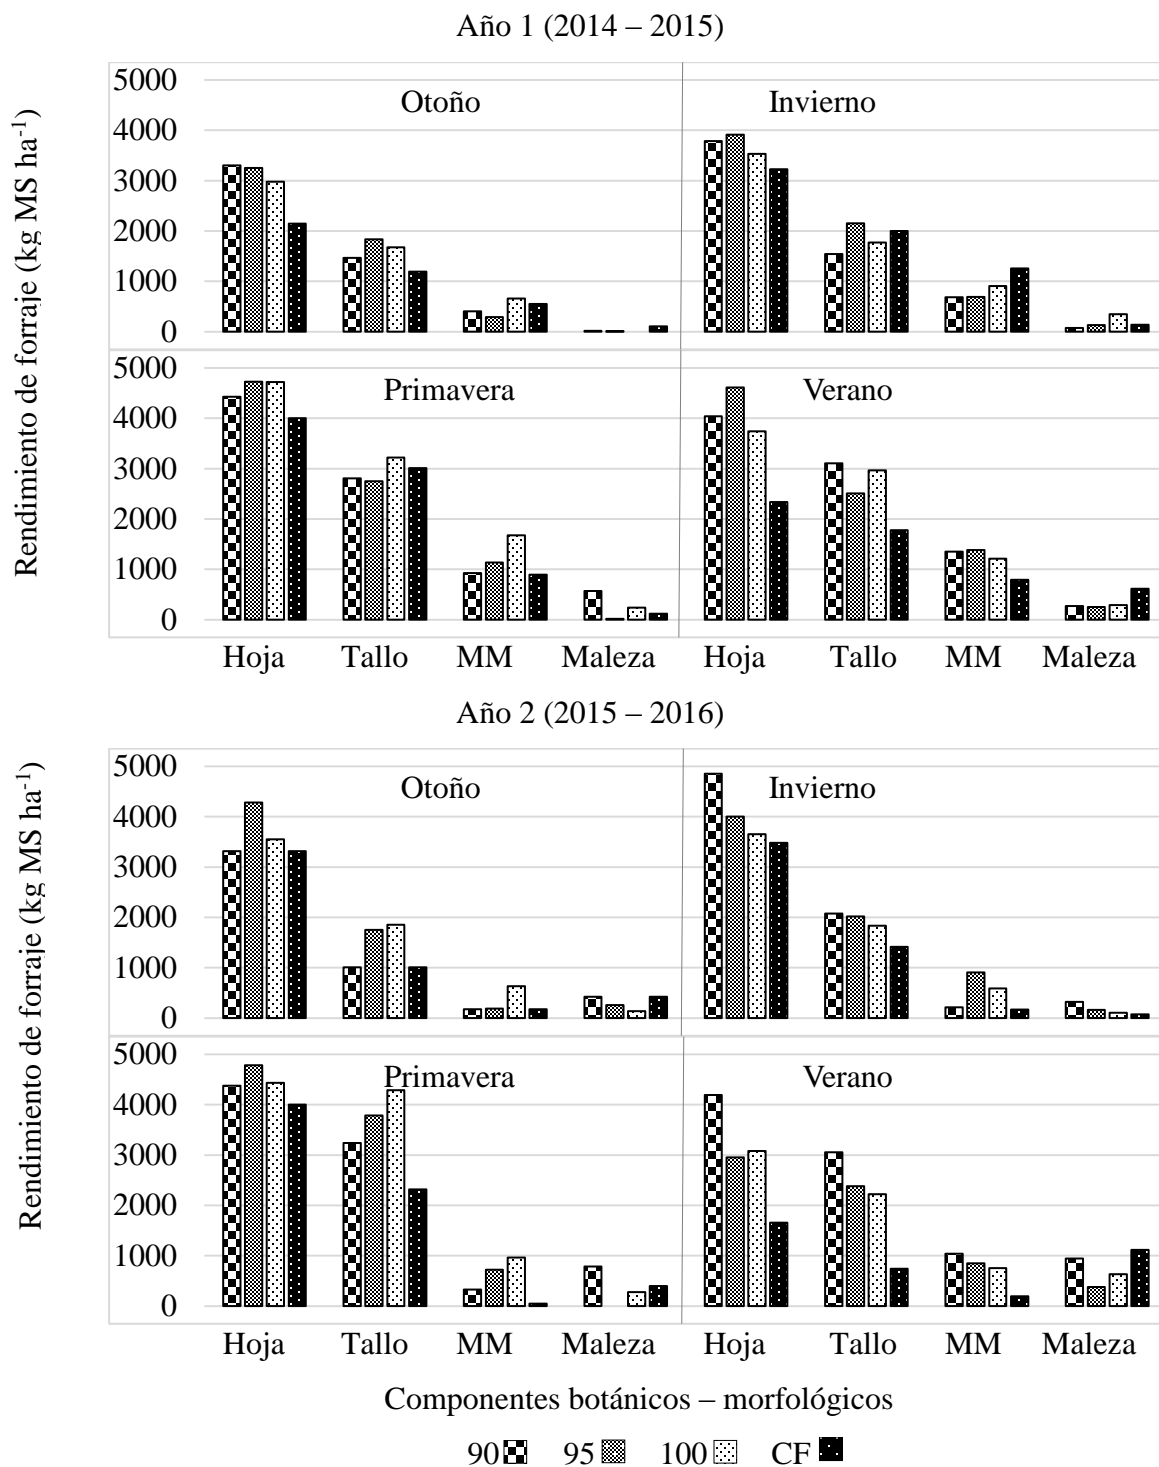 Año 1 (2014 – 2015)
Rendimiento de forraje (kg MS ha-1)
5000
4000
3000
2000
1000
0
Otoño
Invierno
5000
4000
3000
2000
1000
0
Primavera
Verano
Hoja Tallo MM Maleza Hoja Tallo MM Maleza
Año 2 (2015 – 2016)
Rendimiento de forraje (kg MS ha-1)
5000
4000
3000
2000
1000
0
Otoño
Invierno
5000
4000
3000
2000
1000
0
Primavera
Verano
Hoja Tallo MM Maleza Hoja Tallo MM Maleza
Componentes botánicos – morfológicos
90 95 100 CF